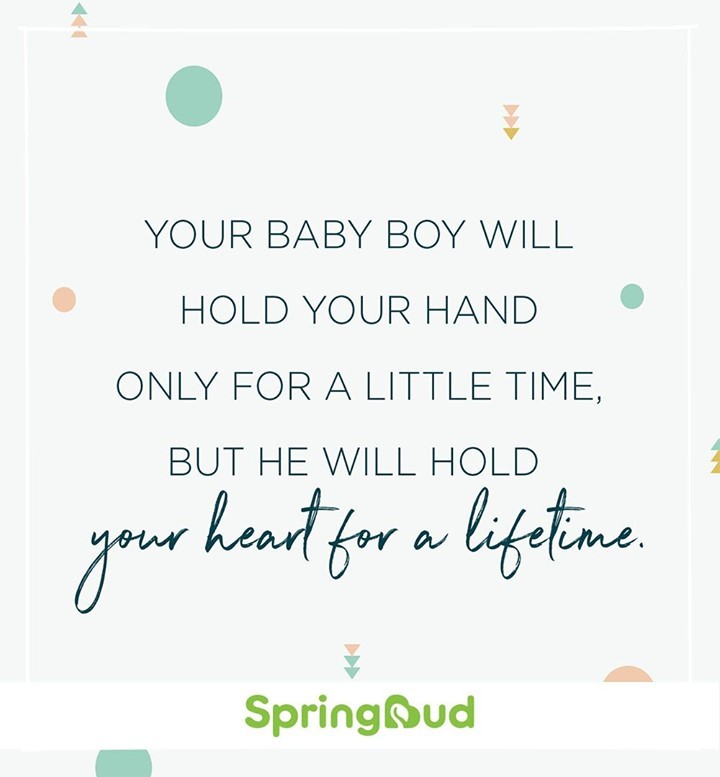 YOUR BABY BOY WILL
HOLD YOUR HAND
ONLY FOR A LITTLE TIME,
BUT HE WILL HOLD
your heart for a lifetime.
SpringBud